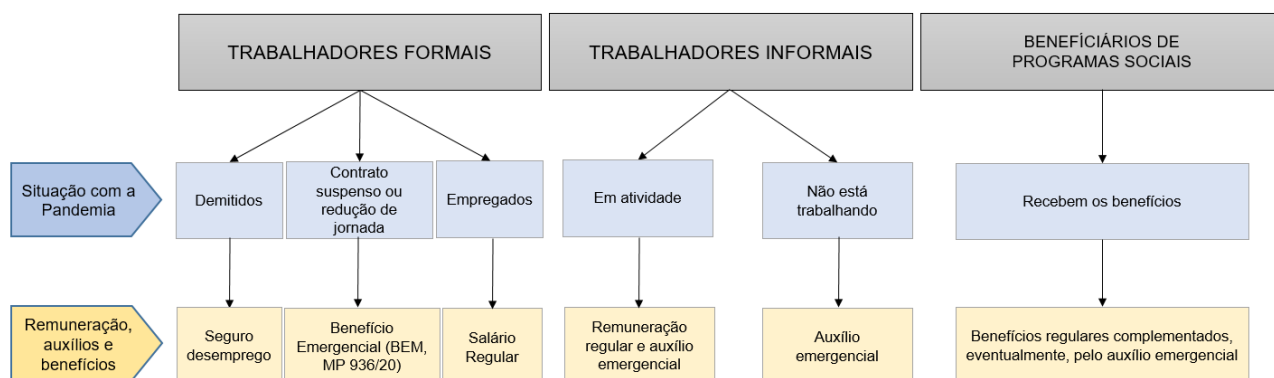 TRABALHADORES FORMAIS
TRABALHADORES INFORMAIS
BENEFÍCIÁRIOS DE
PROGRAMAS SOCIAIS
Situação com a
Pandemia
Demitidos
Contrato
suspenso ou
redução de
jornada
Empregados
Em atividade
Não está
trabalhando
Recebem os benefícios
Remuneração,
auxílios e
benefícios
Seguro
desemprego
Benefício
Emergencial (BEM,
MP 936/20)
Salário
Regular
Remuneração
regular e auxílio
emergencial
Auxílio
emergencial
Benefícios regulares complementados,
eventualmente, pelo auxílio emergencial